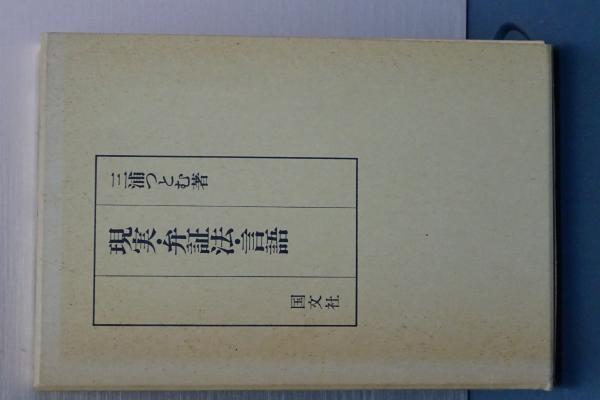 三浦つとむ著
現実・弁証法・言語
国文社